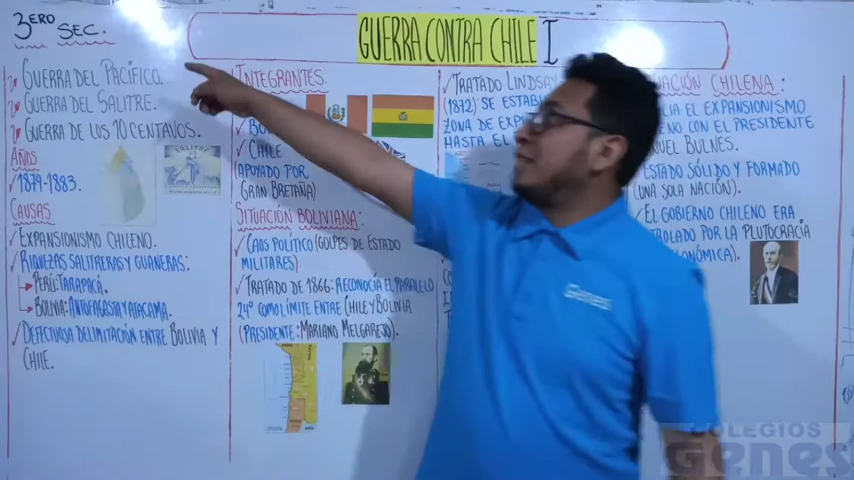 3ERO SEC.
GUERRA CONTRA CHILE I
GUERRA DEL PACÍFICO.
GUERRA DEL SALITRE.
GUERRA DE LOS 10 CENTAVOS.
AÑOS
1879-1883.
CAUSAS
EXPANSIONISMO CHILENO.
RIQUEZAS SALITRERAS Y GUANERAS:
PERÚ: TARAPACÁ.
BOLIVIA: ANTOFAGASTA Y ATACAMA.
DEFECTUOSA DELIMITACIÓN ENTRE BOLIVIA Y
CHILE.
INTEGRANTES
CHILE
(APOYADO POR
GRAN BRETAÑA)
SITUACIÓN BOLIVIANA:
CAOS POLÍTICO (GOLPES DE ESTADO
MILITARES)
TRATADO DE 1866: RECONOCÍA EL PARALELO
24° COMO LÍMITE ENTRE CHILE Y BOLIVIA
(PRESIDENTE: MARIANO MELGAREJO).
TRATADO LINDSAY
(1872) SE
ZONA DE
HASTA EL
CHILENA:
EL EXPANSIONISMO
CON EL PRESIDENTE
BULNES.
ESTADO SÓLIDO Y FORMADO
(UNA SOLA NACIÓN).
EL GOBIERNO CHILENO ERA
POR LA PLUTOCRACIA
Genes
COLEGIOS
Genes